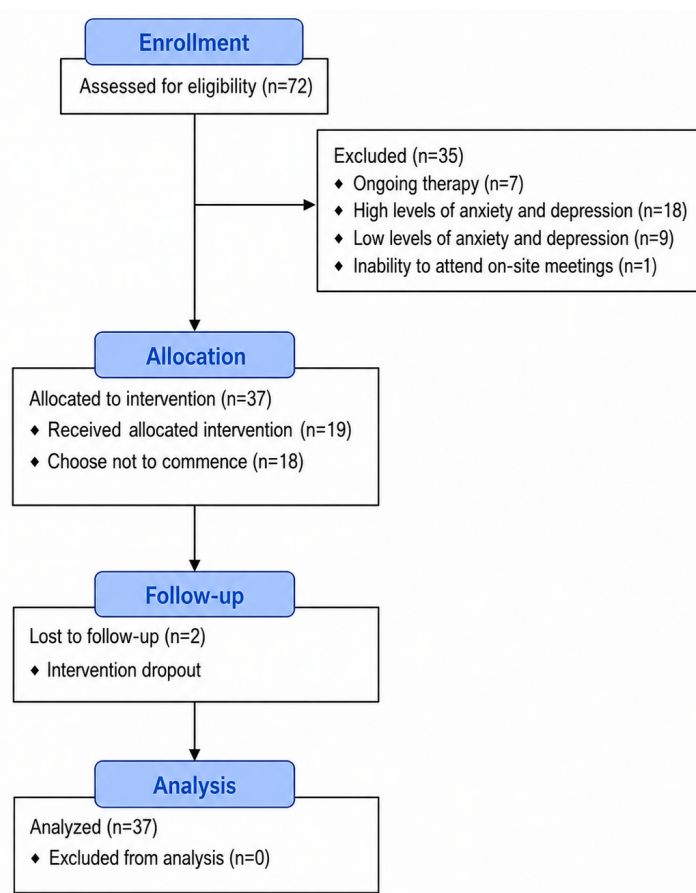 Enrollment
Assessed for eligibility (n=72)
Excluded (n=35)
♦ Ongoing therapy (n=7)
♦ High levels of anxiety and depression (n=18)
♦ Low levels of anxiety and depression (n=9)
♦ Inability to attend on-site meetings (n=1)
Allocation
Allocated to intervention (n=37)
♦ Received allocated intervention (n=19)
♦ Choose not to commence (n=18)
Follow-up
Lost to follow-up (n=2)
♦ Intervention dropout
Analysis
Analyzed (n=37)
♦ Excluded from analysis (n=0)